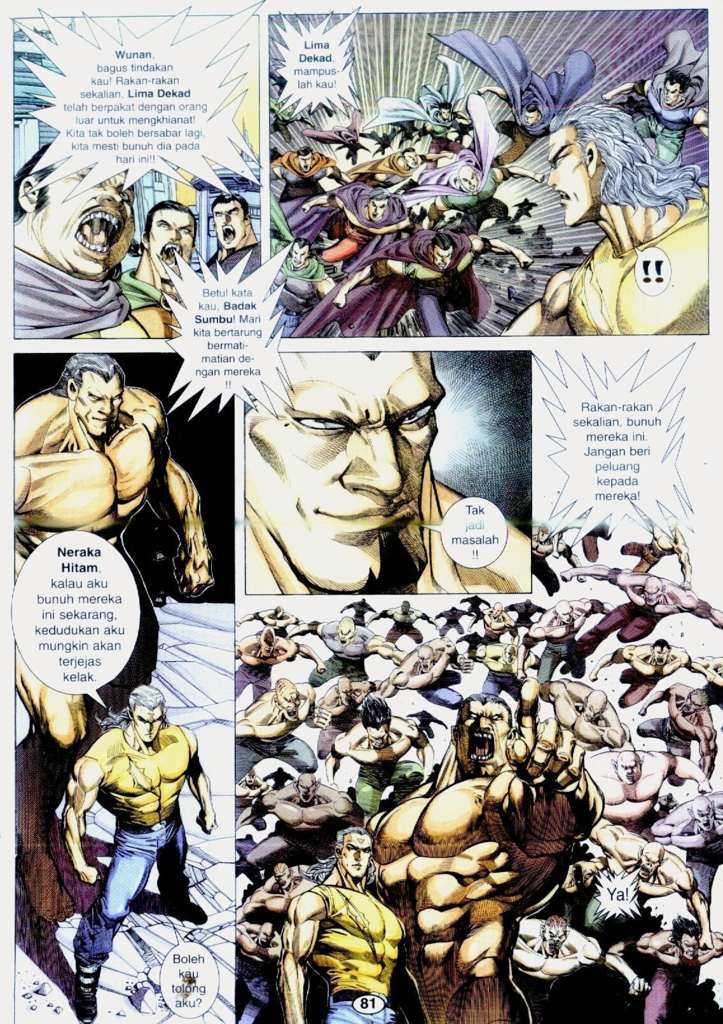 Wunan,
bagus tindakan
kau! Rakan-rakan
sekalian, Lima Dekad
telah berpakat dengan orang
luar untuk mengkhianat!
Kita tak boleh bersabar lagi,
kita mesti bunuh dia pada
hari ini!!
Betul kata
kau, Badak
Sumbu! Mari
kita bertarung
bermati-
matian de-
ngan mereka
!!
Lima
Dekad,
mampus-
lah kau!
!!
Neraka
Hitam,
kalau aku
bunuh mereka
ini sekarang,
kedudukan aku
mungkin akan
terjejas
kelak.
Boleh
kau
tolong
aku?
Tak
jadi
masalah
!!
Rakan-rakan
sekalian, bunuh
mereka ini.
Jangan beri
peluang
kepada
mereka!
Ya!
81